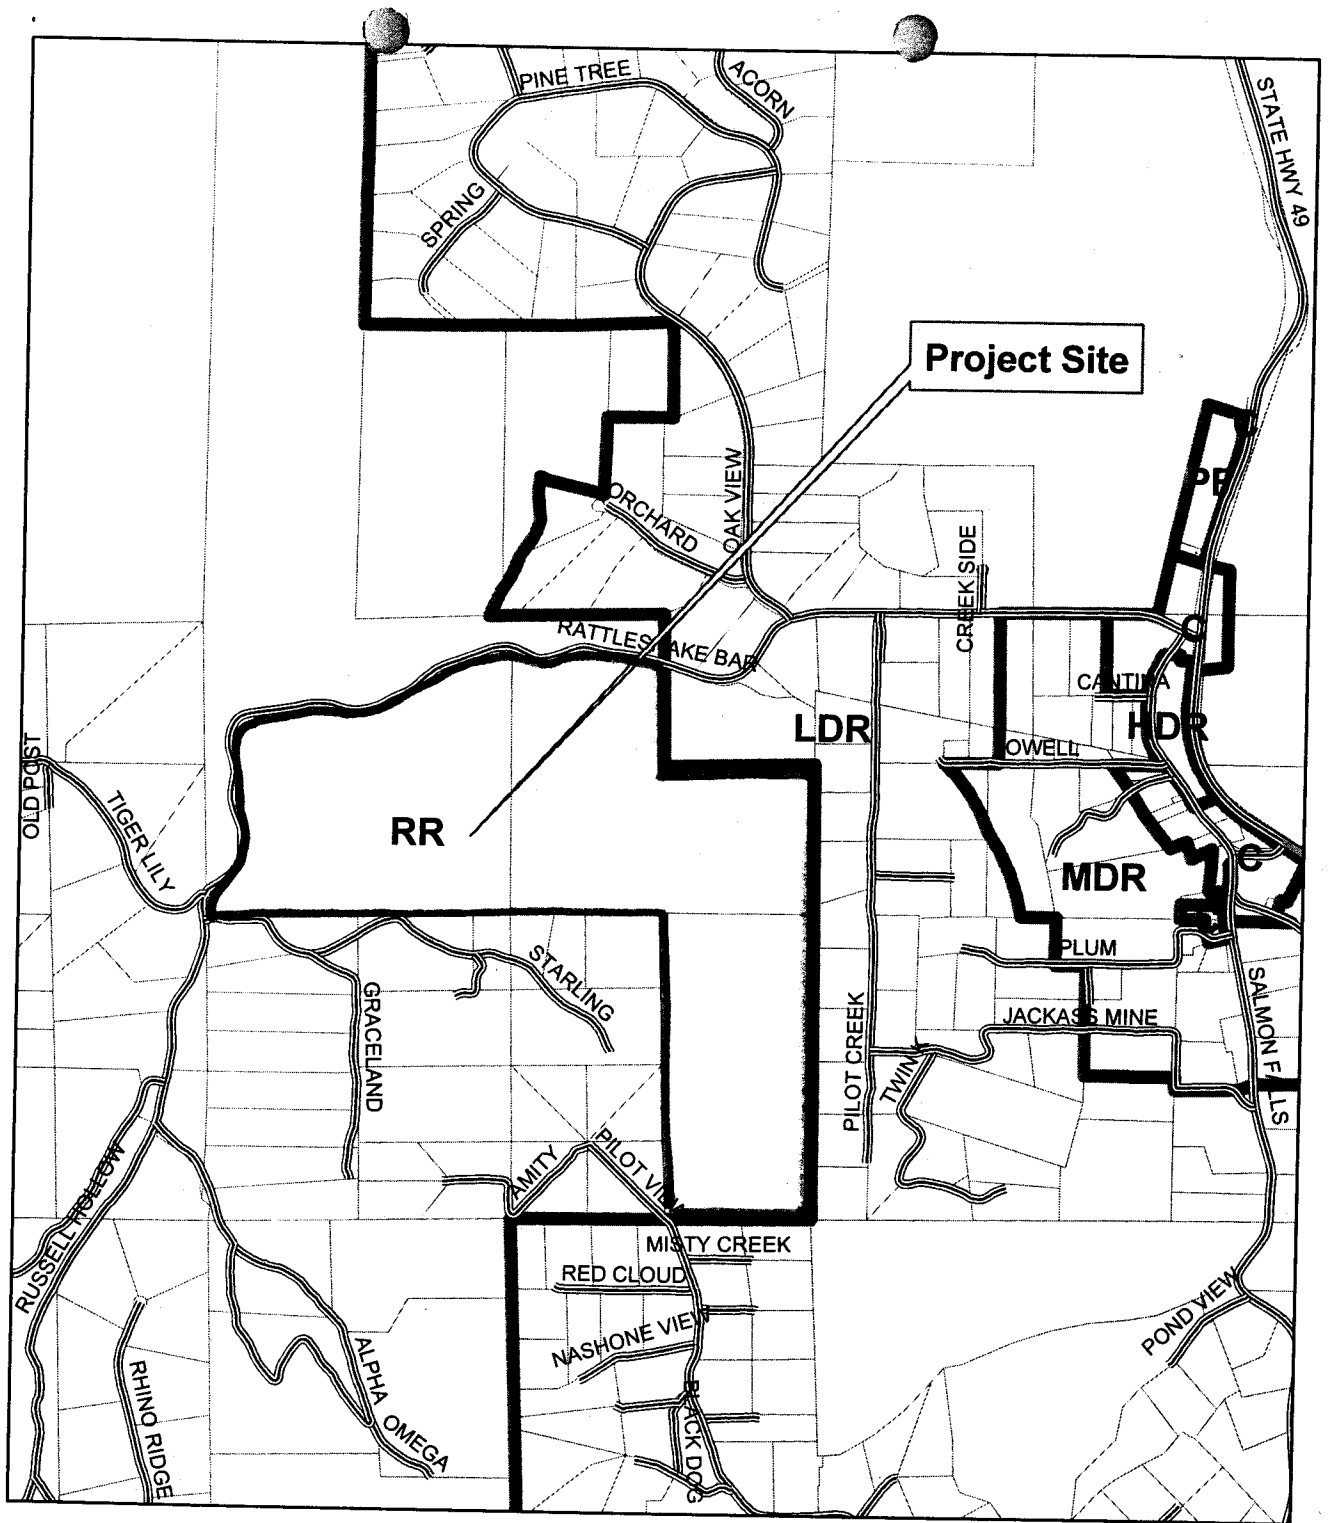 PINE TREE
ACORN
STATE HWY 49
SPRING
Project Site
C
PF
ORCHARD
OAK VIEW
CREEK SIDE
RATTLESNAKE BAR
C
CANTINA
LDR
HDR
OWELL
OLD POST
TIGER LILY
RR
MDR
C
PLUM
STARLING
GRACELAND
SALMON FALLS
JACKASS MINE
PILOT CREEK
TWIN
AMITY
PILOT VIEW
RUSSELL HOLLOW
MISTY CREEK
RED CLOUD
NASHONE VIEW
POND VIEW
ALPHA
OMEGA
RHINO RIDGE
BLACK DOG